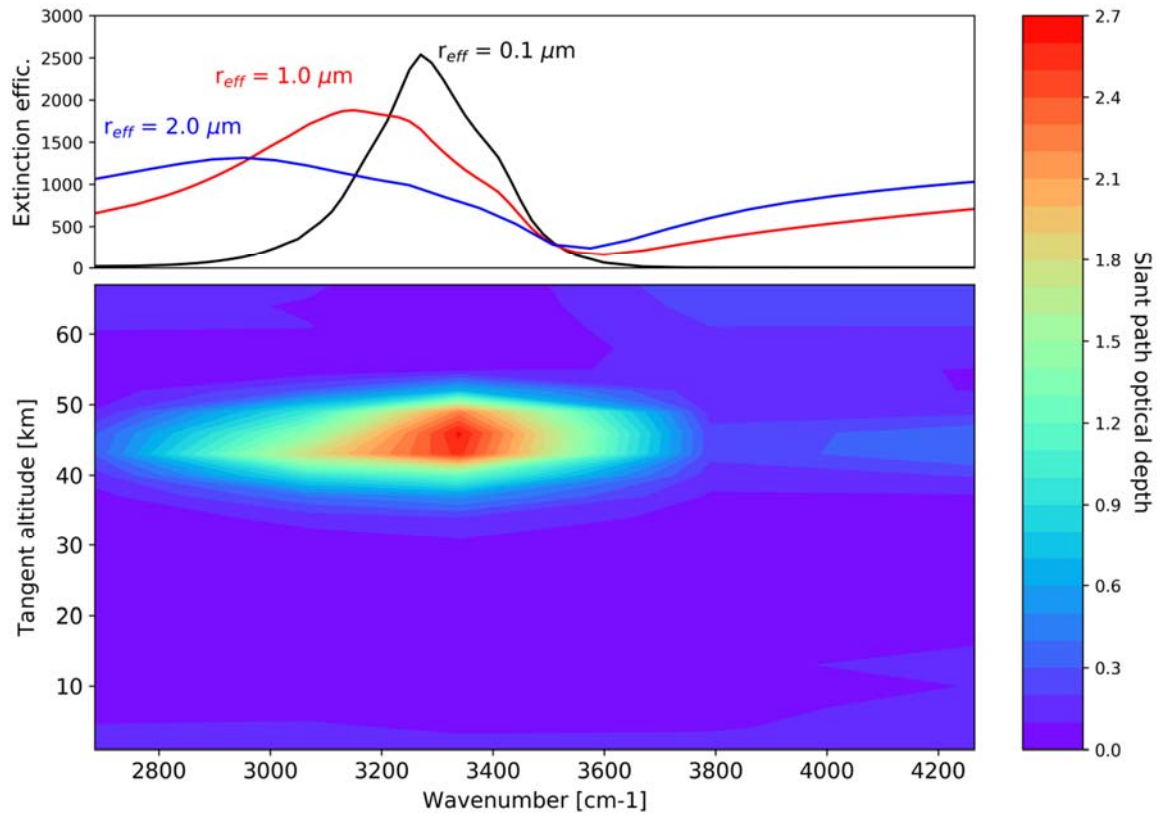 3000
2500
2000
1500
1000
500
0
Extinction effic.
r_eff = 0.1 μm
r_eff = 1.0 μm
r_eff = 2.0 μm
60
50
40
30
20
10
Tangent altitude [km]
2800 3000 3200 3400 3600 3800 4000 4200
Wavenumber [cm-1]
2.7
2.4
2.1
1.8
1.5
1.2
0.9
0.6
0.3
0.0
Slant path optical depth